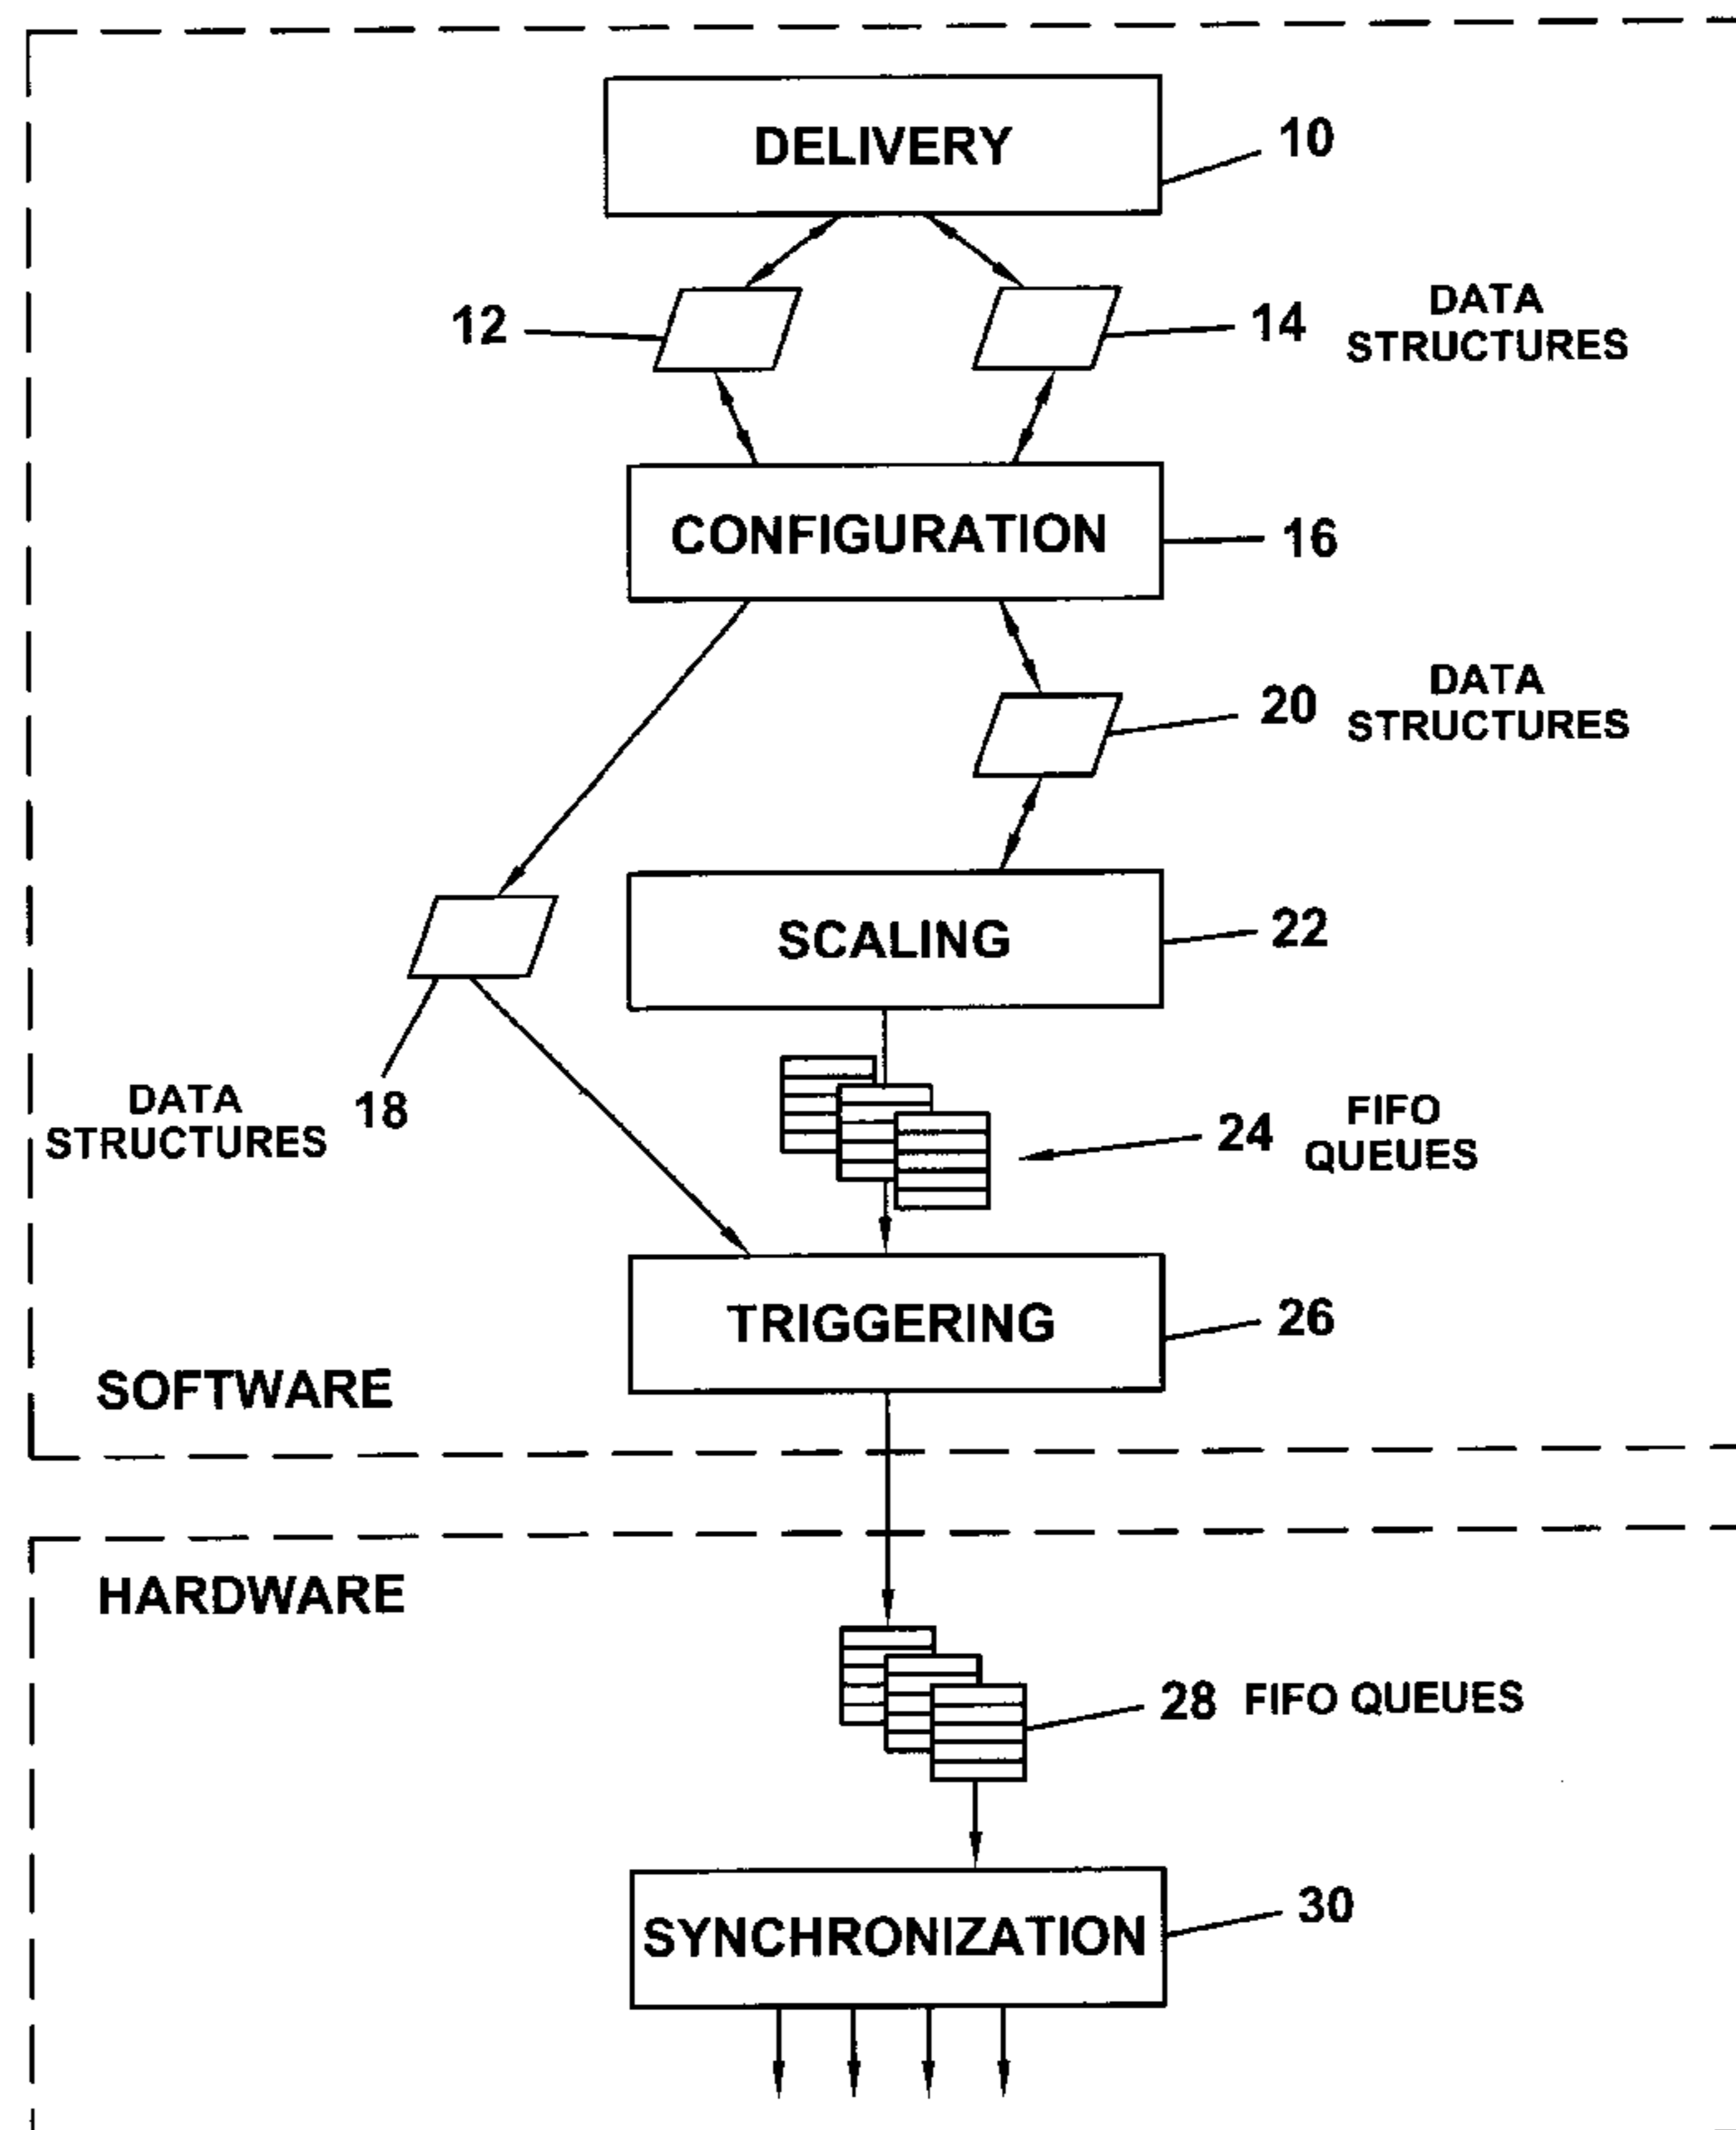 DELIVERY
10
12
14
DATA
STRUCTURES
CONFIGURATION
16
20
DATA
STRUCTURES
SCALING
22
DATA
STRUCTURES
18
24
FIFO
QUEUES
TRIGGERING
26
SOFTWARE
HARDWARE
28 FIFO QUEUES
SYNCHRONIZATION
30